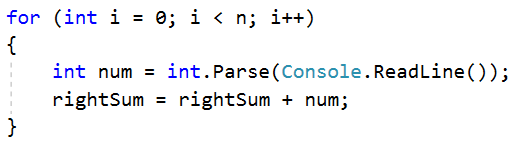 for (int i = 0; i < n; i++)
{
    int num = int.Parse(Console.ReadLine());
    rightSum = rightSum + num;
}